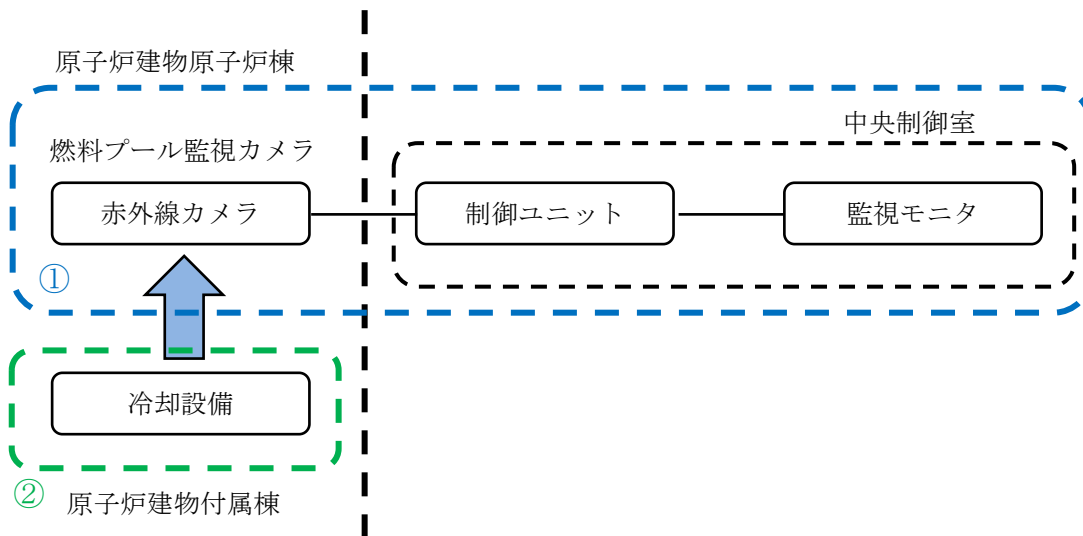 原子炉建物原子炉棟
中央制御室
燃料プール監視カメラ
赤外線カメラ
制御ユニット
監視モニタ
①
冷却設備
②
原子炉建物付属棟